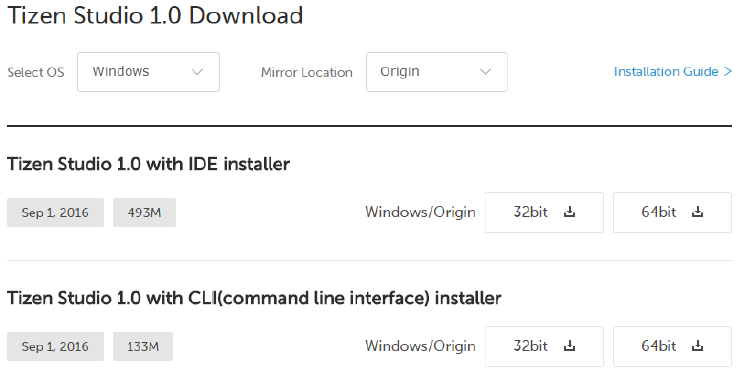 Tizen Studio 1.0 Download
Select OS Windows Mirror Location Origin Installation Guide >
Tizen Studio 1.0 with IDE installer
Sep 1, 2016 493M Windows/Origin 32bit 64bit
Tizen Studio 1.0 with CLI(command line interface) installer
Sep 1, 2016 133M Windows/Origin 32bit 64bit